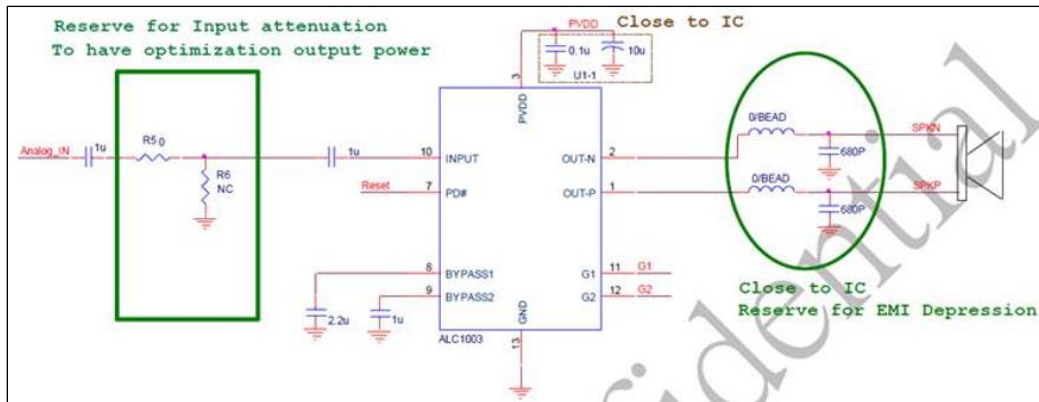 Reserve for Input attenuation
To have optimization output power
PVDD
Close to IC
0.1u
10u
U1-1
3
PVDD
Analog_IN
1u
R5 0
R6
NC
1u
10
INPUT
Reset
7
PD#
OUT-N
2
OUT-P
1
0/BEAD
680P
SPKN
0/BEAD
680P
SPKP
8
BYPASS1
9
BYPASS2
2.2u
1u
G1
11
G1
G2
12
G2
GND
13
ALC1003
Close to IC
Reserve for EMI Depression
fidential